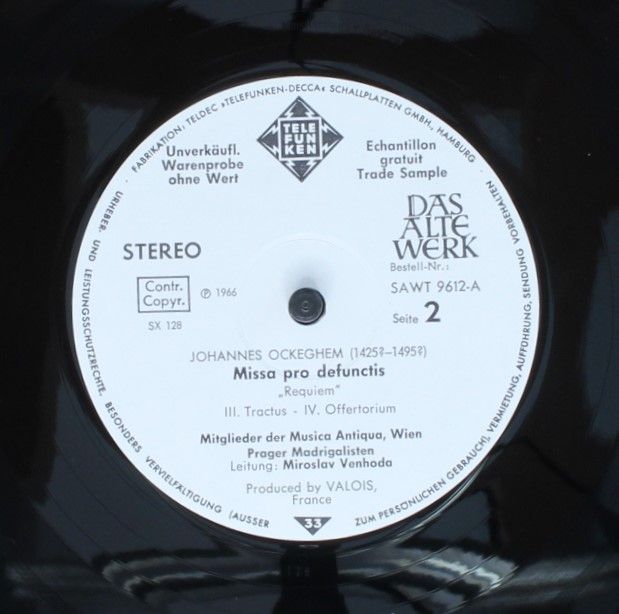 FABRIKATION: TELDEC »TELEFUNKEN-DECCA« SCHALLPLATTEN GMBH., HAMBURG
URHEBER- UND LEISTUNGSSCHUTZRECHTE. BESONDERS VERVIELFÄLTIGUNG (AUSSER ZUM PERSÖNLICHEN GEBRAUCH), VERMIETUNG, AUFFÜHRUNG, SENDUNG VORBEHALTEN
TELE
FUN
KEN
Unverkäufl.
Warenprobe
ohne Wert
Echantillon
gratuit
Trade Sample
DAS
ALTE
WERK
STEREO
Bestell-Nr.:
SAWT 9612-A
Contr.
Copyr.
℗ 1966
SX 128
Seite 2
JOHANNES OCKEGHEM (1425?–1495?)
Missa pro defunctis
„Requiem"
III. Tractus - IV. Offertorium
Mitglieder der Musica Antiqua, Wien
Prager Madrigalisten
Leitung: Miroslav Venhoda
Produced by VALOIS,
France
33